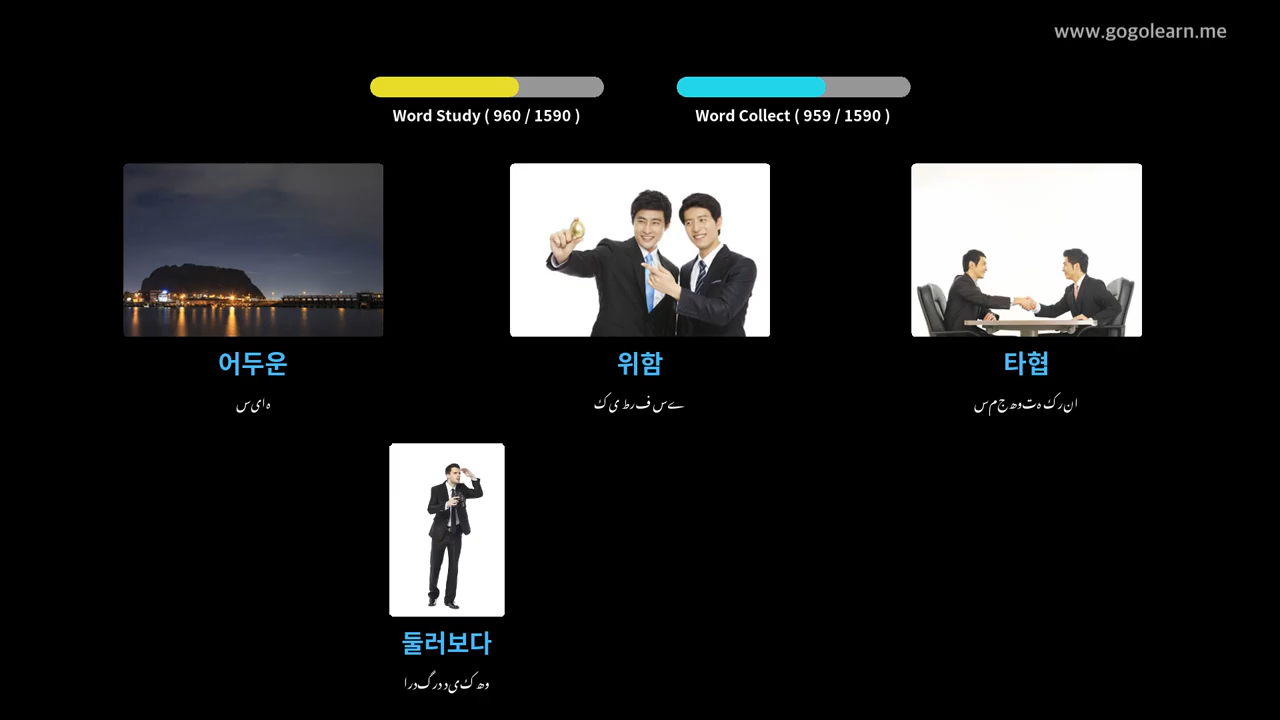 www.gogolearn.me
Word Study ( 960 / 1590 )
Word Collect ( 959 / 1590 )
어두운
سیاہ
위함
کی طرف سے
타협
سمجھوتہ کرنا
둘러보다
ارد گرد دیکھو